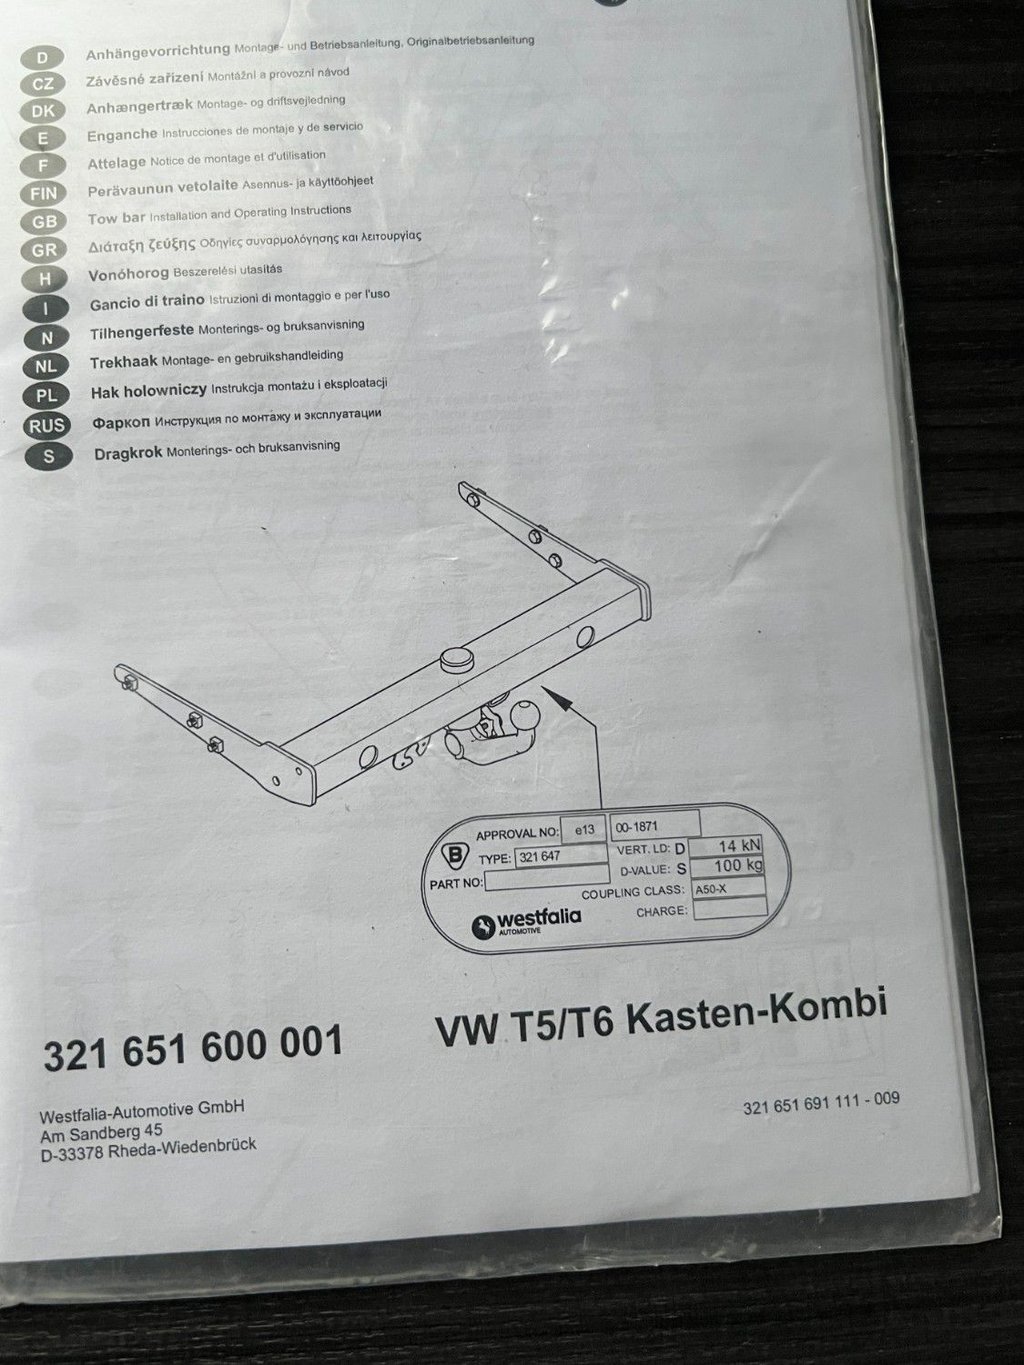 D Anhängevorrichtung Montage- und Betriebsanleitung, Originalbetriebsanleitung
CZ Závěsné zařízení Montážní a provozní návod
DK Anhængertræk Montage- og driftsvejledning
E Enganche Instrucciones de montaje y de servicio
F Attelage Notice de montage et d'utilisation
FIN Perävaunun vetolaite Asennus- ja käyttöohjeet
GB Tow bar Installation and Operating Instructions
GR Διάταξη ζεύξης Οδηγίες συναρμολόγησης και λειτουργίας
H Vonóhorog Beszerelési utasítás
I Gancio di traino Istruzioni di montaggio e per l'uso
N Tilhengerfeste Monterings- og bruksanvisning
NL Trekhaak Montage- en gebruikshandleiding
PL Hak holowniczy Instrukcja montażu i eksploatacji
RUS Фаркоп Инструкция по монтажу и эксплуатации
S Dragkrok Monterings- och bruksanvisning
APPROVAL NO: e13 00-1871
B TYPE: 321 647 VERT. LD: D 14 kN
PART NO: D-VALUE: S 100 kg
COUPLING CLASS: A50-X
westfalia CHARGE:
AUTOMOTIVE
321 651 600 001 VW T5/T6 Kasten-Kombi
Westfalia-Automotive GmbH
Am Sandberg 45
D-33378 Rheda-Wiedenbrück
321 651 691 111 - 009